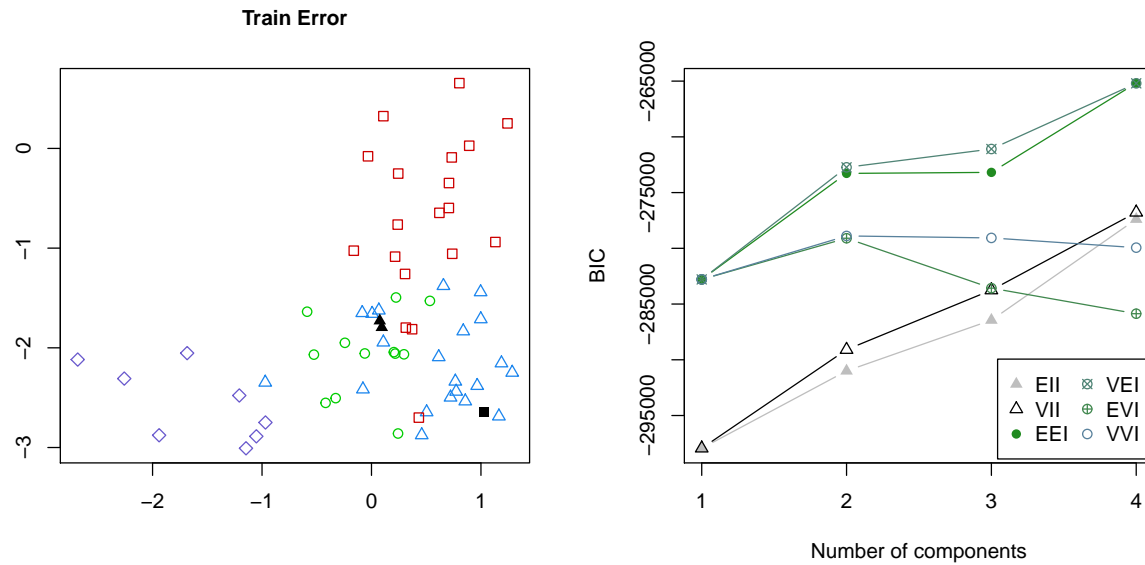 Train Error
0
−1
−2
−3
−2
−1
0
1
BIC
−265000
−275000
−285000
−295000
EII
VII
EEI
VEI
EVI
VVI
1
2
3
4
Number of components